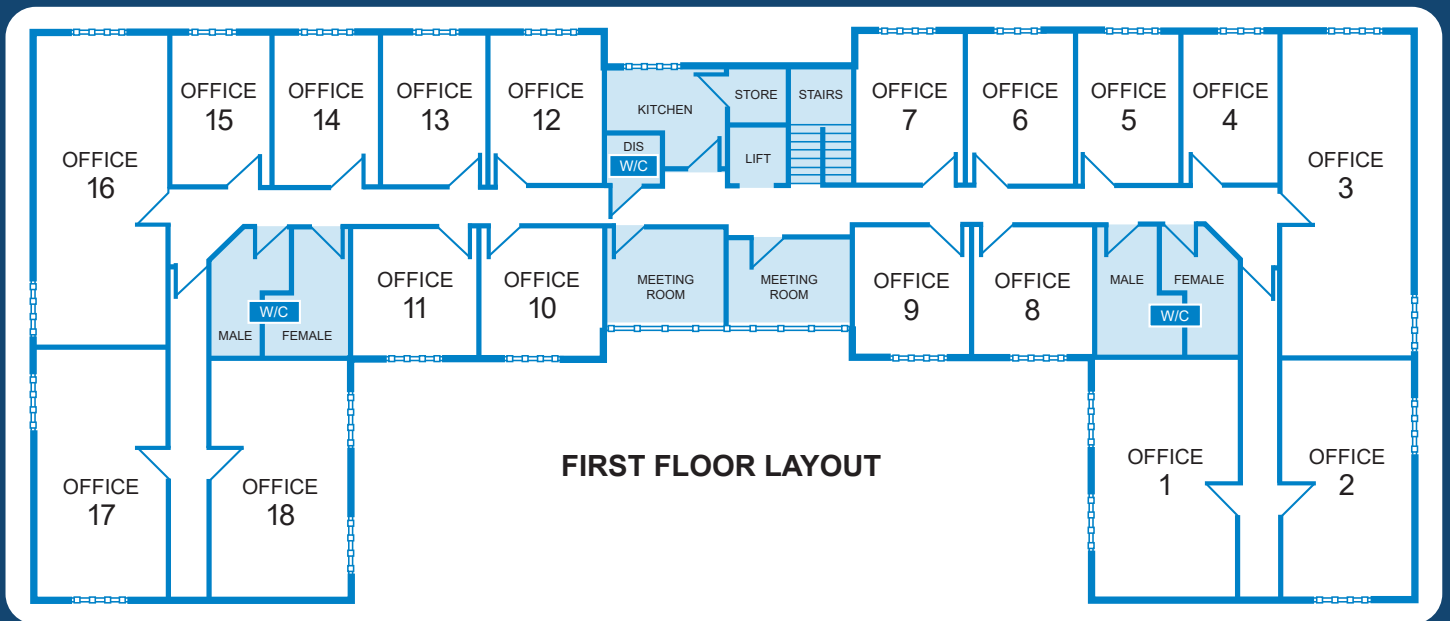 OFFICE
15
OFFICE
14
OFFICE
13
OFFICE
12
KITCHEN
STORE
STAIRS
OFFICE
7
OFFICE
6
OFFICE
5
OFFICE
4
OFFICE
16
DIS
W/C
LIFT
OFFICE
3
OFFICE
11
OFFICE
10
MEETING
ROOM
MEETING
ROOM
OFFICE
9
OFFICE
8
MALE
FEMALE
W/C
W/C
MALE
FEMALE
FIRST FLOOR LAYOUT
OFFICE
17
OFFICE
18
OFFICE
1
OFFICE
2